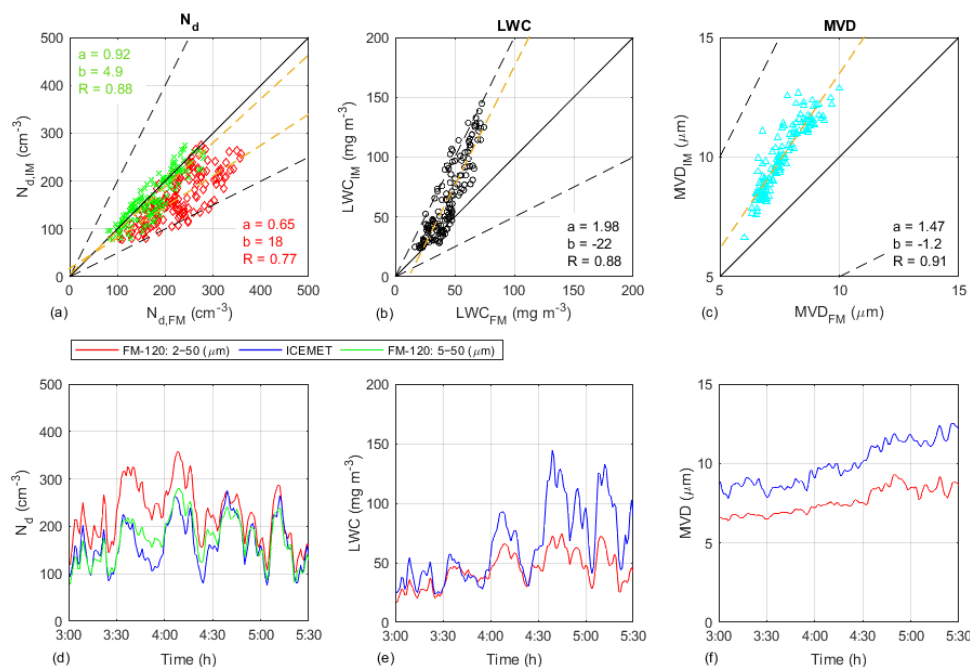 N_d
LWC
MVD
500
400
300
200
100
0
N_d,IM (cm⁻³)
a = 0.92
b = 4.9
R = 0.88
a = 0.65
b = 18
R = 0.77
0 100 200 300 400 500
(a)
N_d,FM (cm⁻³)
200
150
100
50
0
LWC_IM (mg m⁻³)
a = 1.98
b = -22
R = 0.88
0 50 100 150 200
(b)
LWC_FM (mg m⁻³)
15
10
5
MVD_IM (μm)
a = 1.47
b = -1.2
R = 0.91
5 10 15
(c)
MVD_FM (μm)
FM-120: 2−50 (μm) ICEMET FM-120: 5−50 (μm)
500
400
300
200
100
0
N_d (cm⁻³)
3:00 3:30 4:00 4:30 5:00 5:30
(d)
Time (h)
200
150
100
50
0
LWC (mg m⁻³)
3:00 3:30 4:00 4:30 5:00 5:30
(e)
Time (h)
15
10
5
0
MVD (μm)
3:00 3:30 4:00 4:30 5:00 5:30
(f)
Time (h)